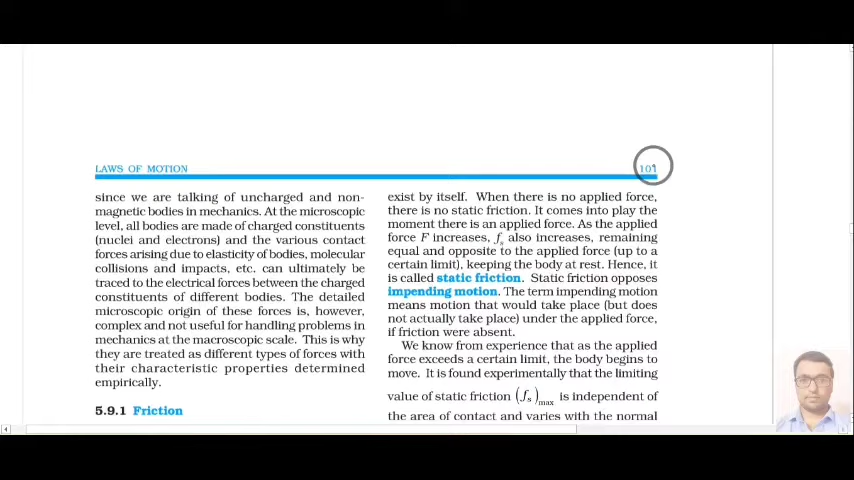 LAWS OF MOTION
101
since we are talking of uncharged and non-
magnetic bodies in mechanics. At the microscopic
level, all bodies are made of charged constituents
(nuclei and electrons) and the various contact
forces arising due to elasticity of bodies, molecular
collisions and impacts, etc. can ultimately be
traced to the electrical forces between the charged
constituents of different bodies. The detailed
microscopic origin of these forces is, however,
complex and not useful for handling problems in
mechanics at the macroscopic scale. This is why
they are treated as different types of forces with
their characteristic properties determined
empirically.
5.9.1 Friction
exist by itself. When there is no applied force,
there is no static friction. It comes into play the
moment there is an applied force. As the applied
force F increases, fs also increases, remaining
equal and opposite to the applied force (up to a
certain limit), keeping the body at rest. Hence, it
is called static friction. Static friction opposes
impending motion. The term impending motion
means motion that would take place (but does
not actually take place) under the applied force,
if friction were absent.
We know from experience that as the applied
force exceeds a certain limit, the body begins to
move. It is found experimentally that the limiting
value of static friction (fs)max is independent of
the area of contact and varies with the normal